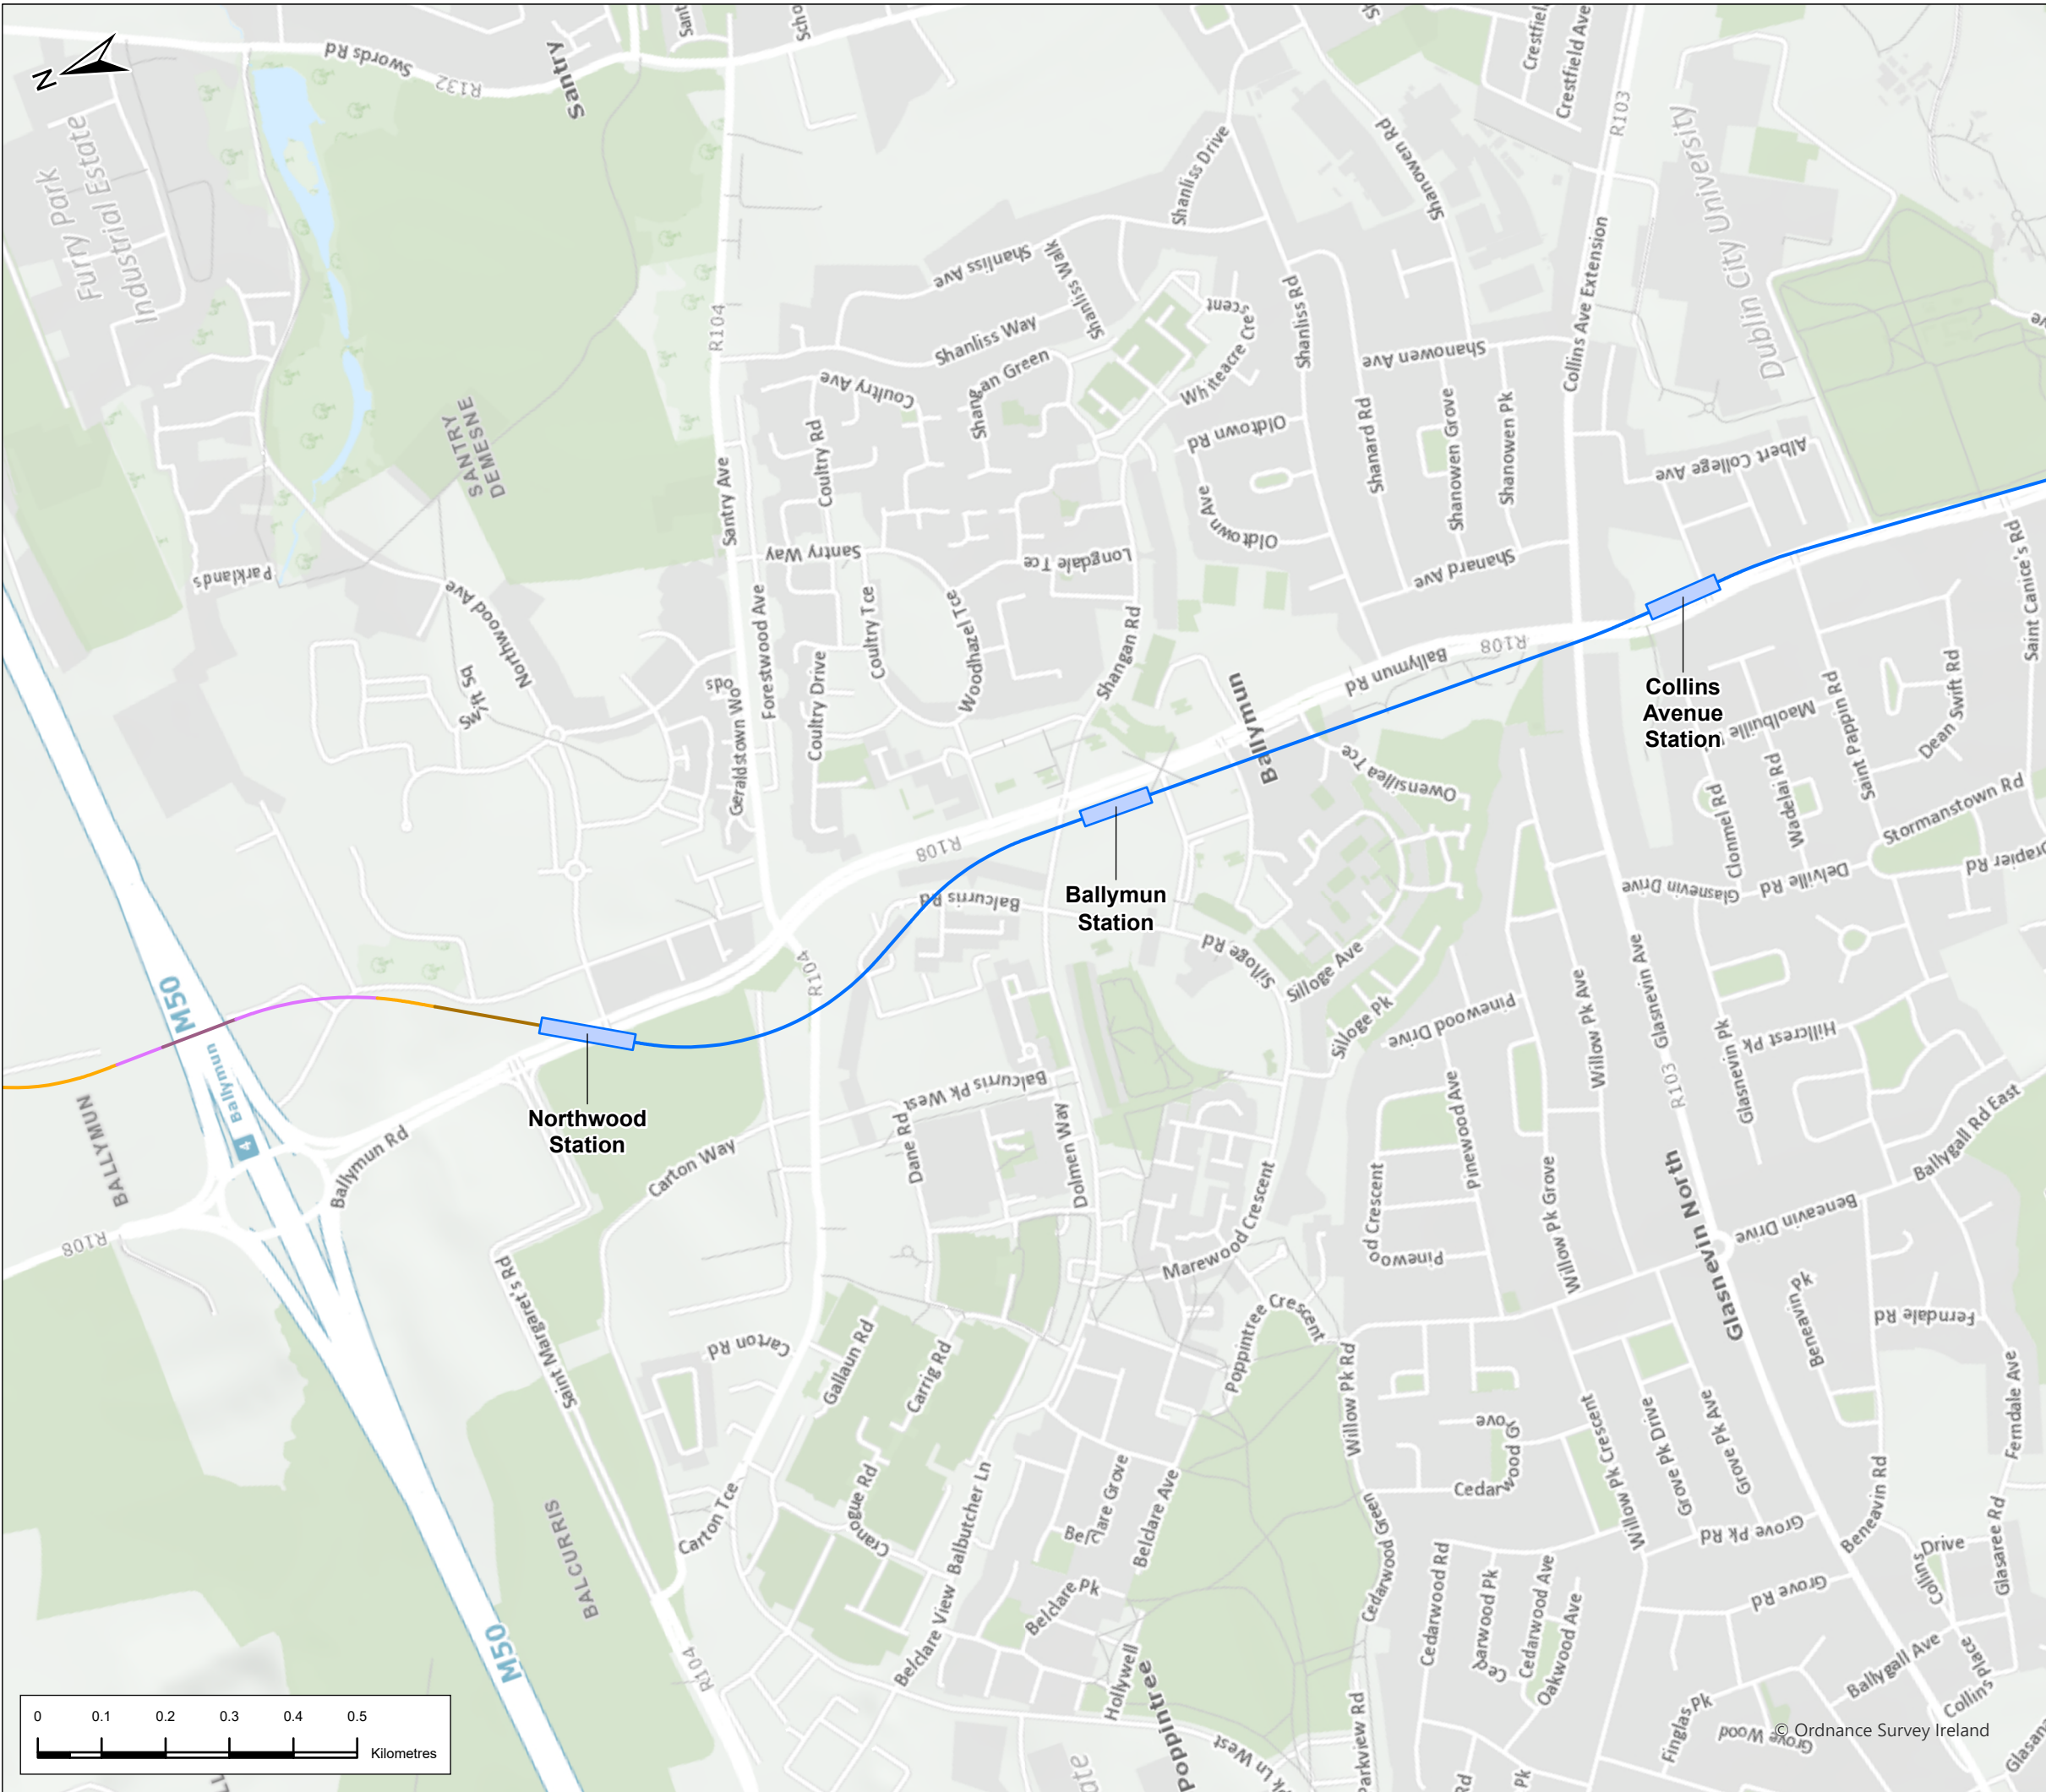 N
Swords Rd
R132
Santry
Furry Park
Industrial Estate
Shanliss Drive
Shanowen Rd
Crestfield Ave
R103
Dublin City University
Collins Ave Extension
R104
Shanliss Ave
Shanliss Walk
Shanliss Way
Shangan Green
Whiteacre Crescent
Shanliss Rd
Shanowen Ave
Coultry Ave
Coultry Rd
Oldtown Rd
Shanard Rd
Shanowen Grove
Shanowen Pk
Albert College Ave
SANTRY
DEMESNE
Santry Ave
Santry Way
Longdale Tce
Oldtown Ave
Shanard Ave
Saint Canice's Rd
Parklands
Northwood Ave
Swift Sq
Geraldstown Woods
Forestwood Ave
Coultry Drive
Coultry Tce
Woodhazel Tce
Shangan Rd
Ballymun
Ballymun Rd
R108
Collins
Avenue
Station
Maolbuille
Saint Pappin Rd
Dean Swift Rd
Owensillea Tce
Clonmel Rd
Wadelai Rd
Stormanstown Rd
Delville Rd
Glasnevin Drive
R108
Balcurris Rd
Ballymun
Station
Silloge Rd
Silloge Ave
Silloge Pk
Pinewood Drive
Willow Pk Ave
Glasnevin Ave
R103
Glasnevin Pk
Hillcrest Pk
M50
Ballymun
4
R104
BALLYMUN
R108
Ballymun Rd
Northwood
Station
Balcurris Pk West
Carton Way
Dane Rd
Dolmen Way
Pinewood Ave
Pinewood Crescent
Willow Pk Grove
Ballygall Rd East
Beneavin Drive
Glasnevin North
Marewood Crescent
Poppintree Crescent
Saint Margaret's Rd
Carton Rd
Gallaun Rd
Carrig Rd
Willow Pk Rd
Beneavin Pk
Ferndale Rd
Ferndale Ave
Cedarwood Grove
Willow Pk Crescent
Grove Pk Drive
Grove Pk Ave
Beneavin Rd
Grove Pk Rd
Carton Tce
Cranogue Rd
Balbutcher Ln
Belclare View
Belclare Grove
Belclare Ave
Belclare Pk
Cedarwood Green
Cedarwood Rd
Cedarwood Pk
Cedarwood Ave
Oakwood Ave
Grove Rd
Collins Drive
Glasaree Rd
Ballygall Ave
Collins Place
BALCURRIS
M50
R104
Hollywell
Poppintree
Parkview Rd
Finglas Pk
Grove Wood
0 0.1 0.2 0.3 0.4 0.5
Kilometres
© Ordnance Survey Ireland